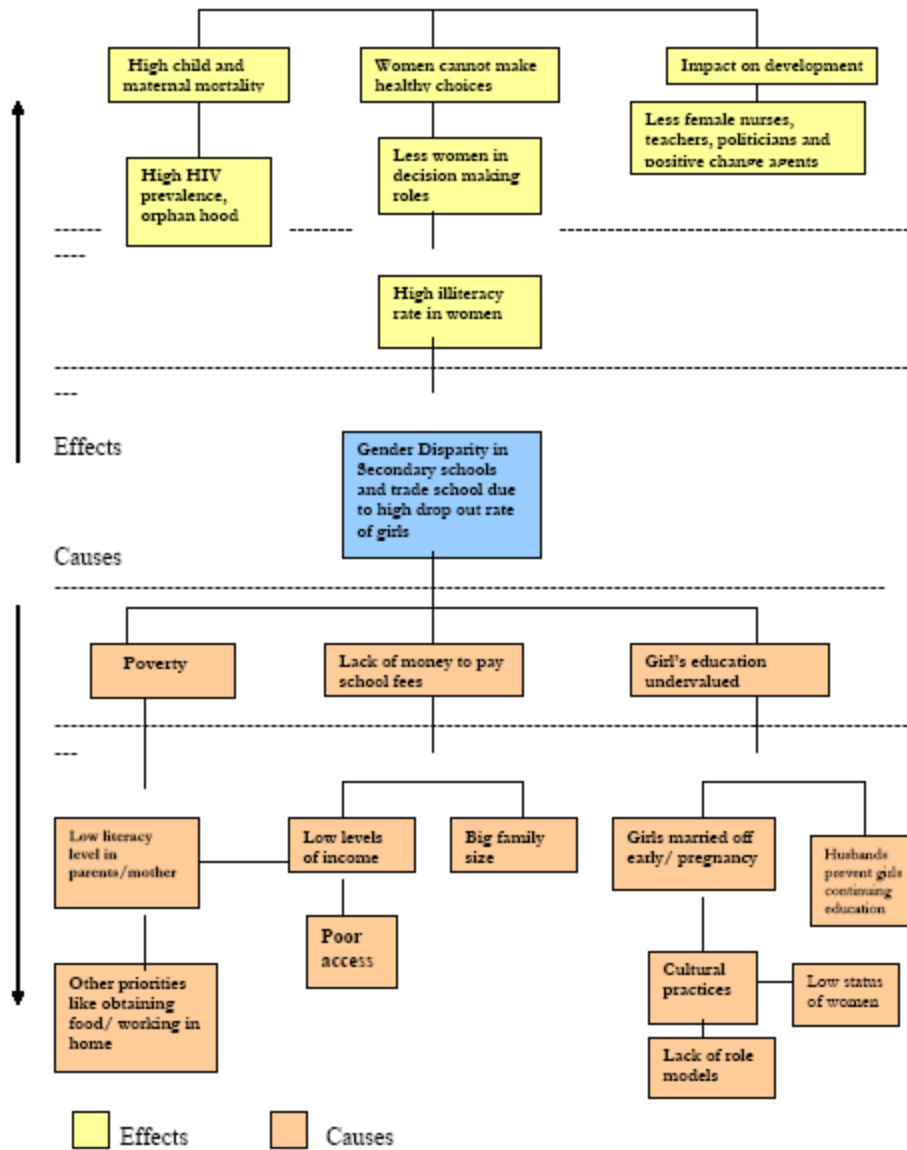 High child and
maternal mortality
Women cannot make
healthy choices
Impact on development
High HIV
prevalence,
orphan hood
Less women in
decision making
roles
Less female nurses,
teachers, politicians and
positive change agents
High illiteracy
rate in women
Effects
Gender Disparity in
Secondary schools
and trade school due
to high drop out rate
of girls
Causes
Poverty
Lack of money to pay
school fees
Girl's education
undervalued
Low literacy
level in
parents/mother
Low levels
of income
Big family
size
Girls married off
early/ pregnancy
Husbands
prevent girls
continuing
education
Other priorities
like obtaining
food/ working in
home
Poor
access
Cultural
practices
Low status
of women
Lack of role
models
Effects
Causes